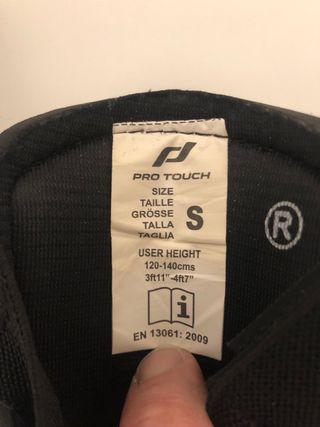 PRO TOUCH
SIZE
TAILLE
GRÖSSE
TALLA
TAGLIA
S
USER HEIGHT
120-140cms
3ft11"-4ft7"
i
EN 13061: 2009
®